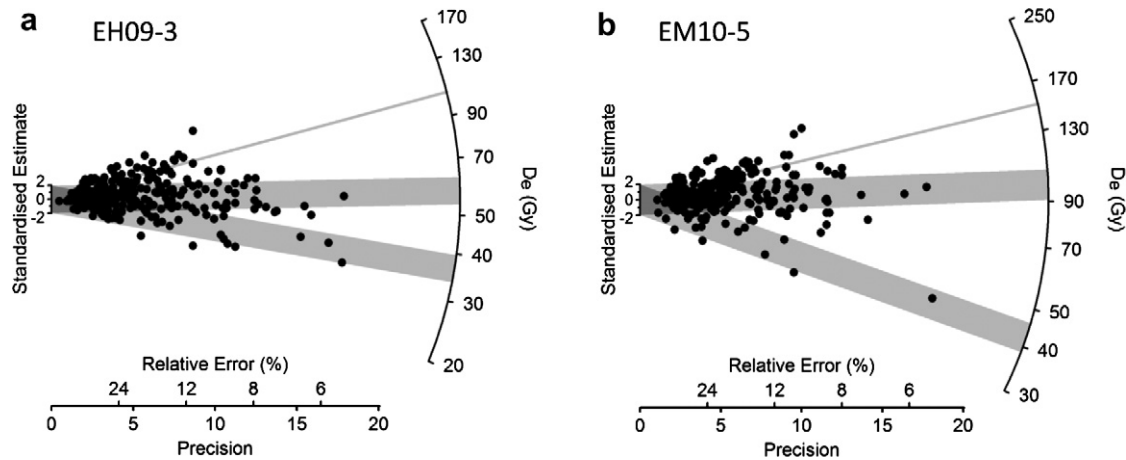 a
EH09-3
170
130
90
70
50
40
30
20
De (Gy)
Standardised Estimate
2
0
-2
Relative Error (%)
24 12 8 6
0 5 10 15 20
Precision
b
EM10-5
250
170
130
90
70
50
40
30
De (Gy)
Standardised Estimate
2
0
-2
Relative Error (%)
24 12 8 6
0 5 10 15 20
Precision